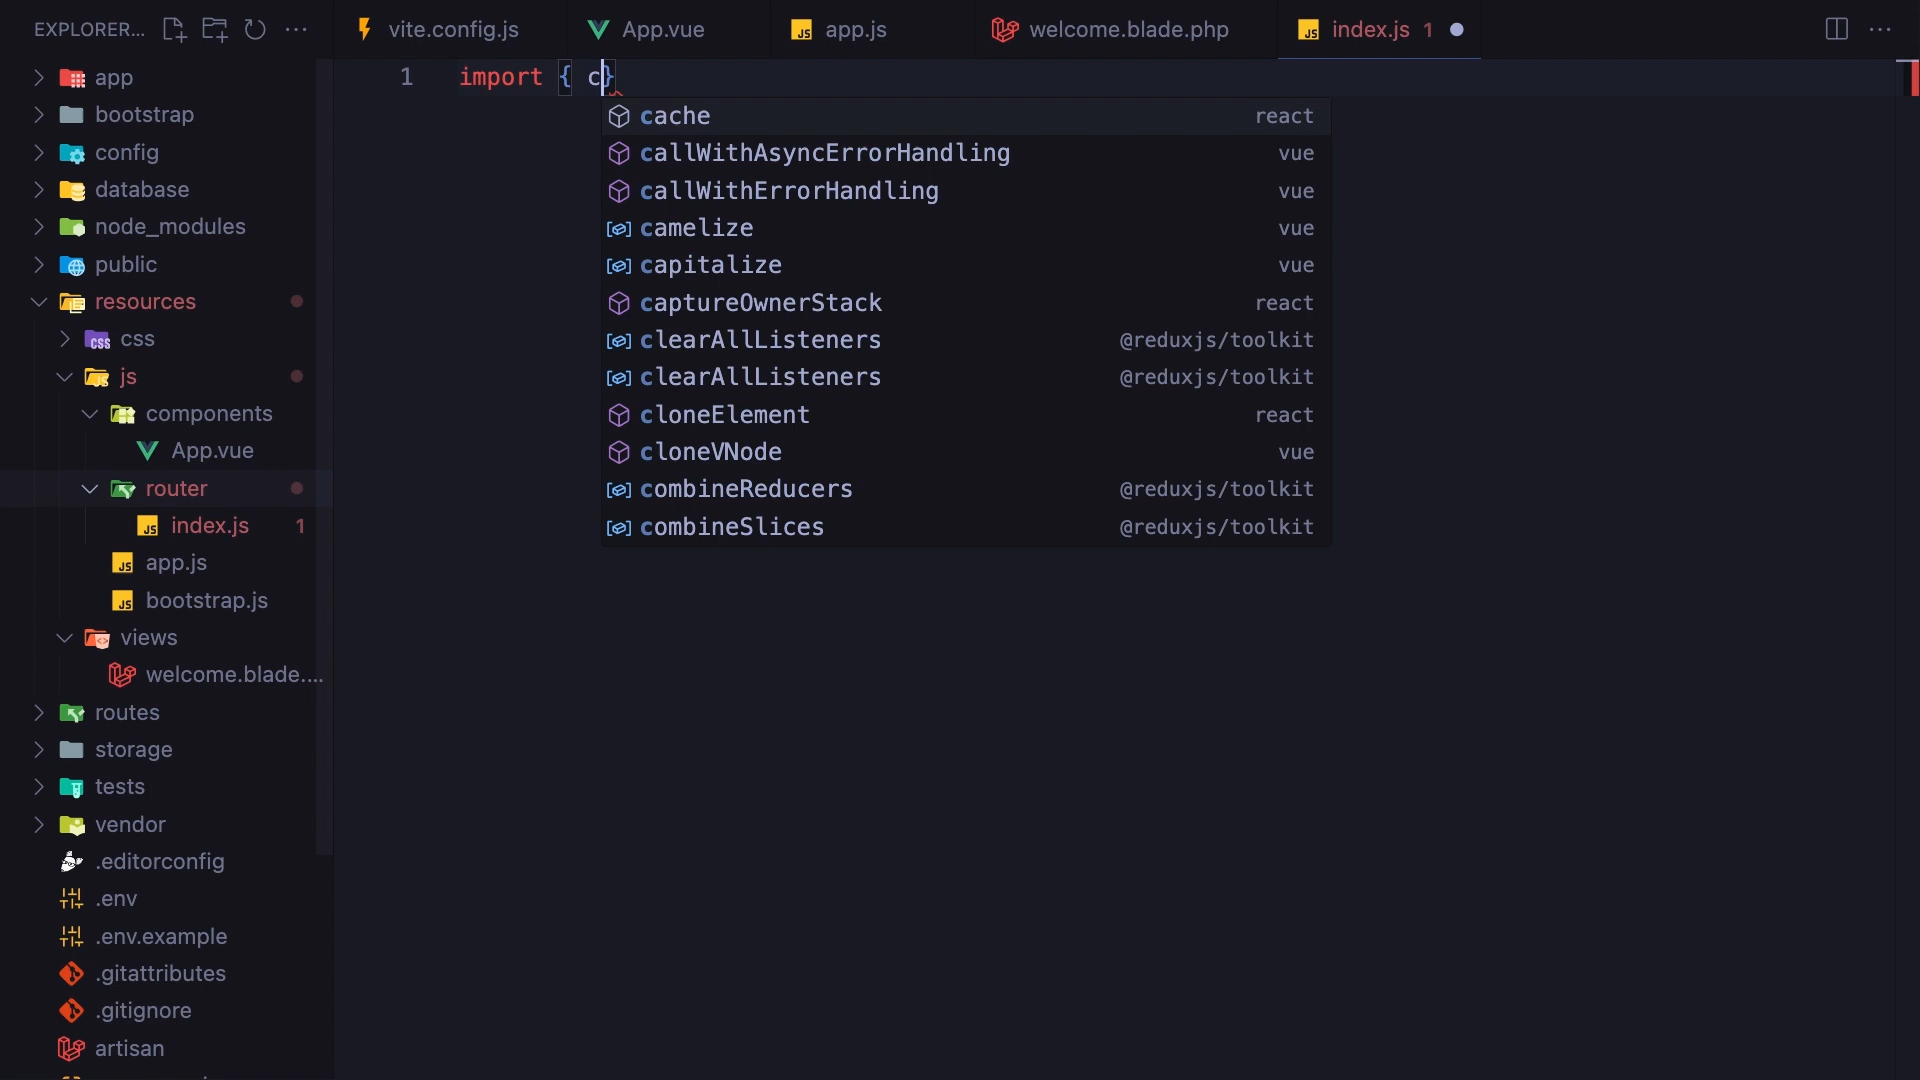 EXPLORER...
vite.config.js
App.vue
app.js
welcome.blade.php
index.js 1
app
bootstrap
config
database
node_modules
public
resources
css
js
components
App.vue
router
index.js 1
app.js
bootstrap.js
views
welcome.blade....
routes
storage
tests
vendor
.editorconfig
.env
.env.example
.gitattributes
.gitignore
artisan
1 import { c}
cache react
callWithAsyncErrorHandling vue
callWithErrorHandling vue
camelize vue
capitalize vue
captureOwnerStack react
clearAllListeners @reduxjs/toolkit
clearAllListeners @reduxjs/toolkit
cloneElement react
cloneVNode vue
combineReducers @reduxjs/toolkit
combineSlices @reduxjs/toolkit